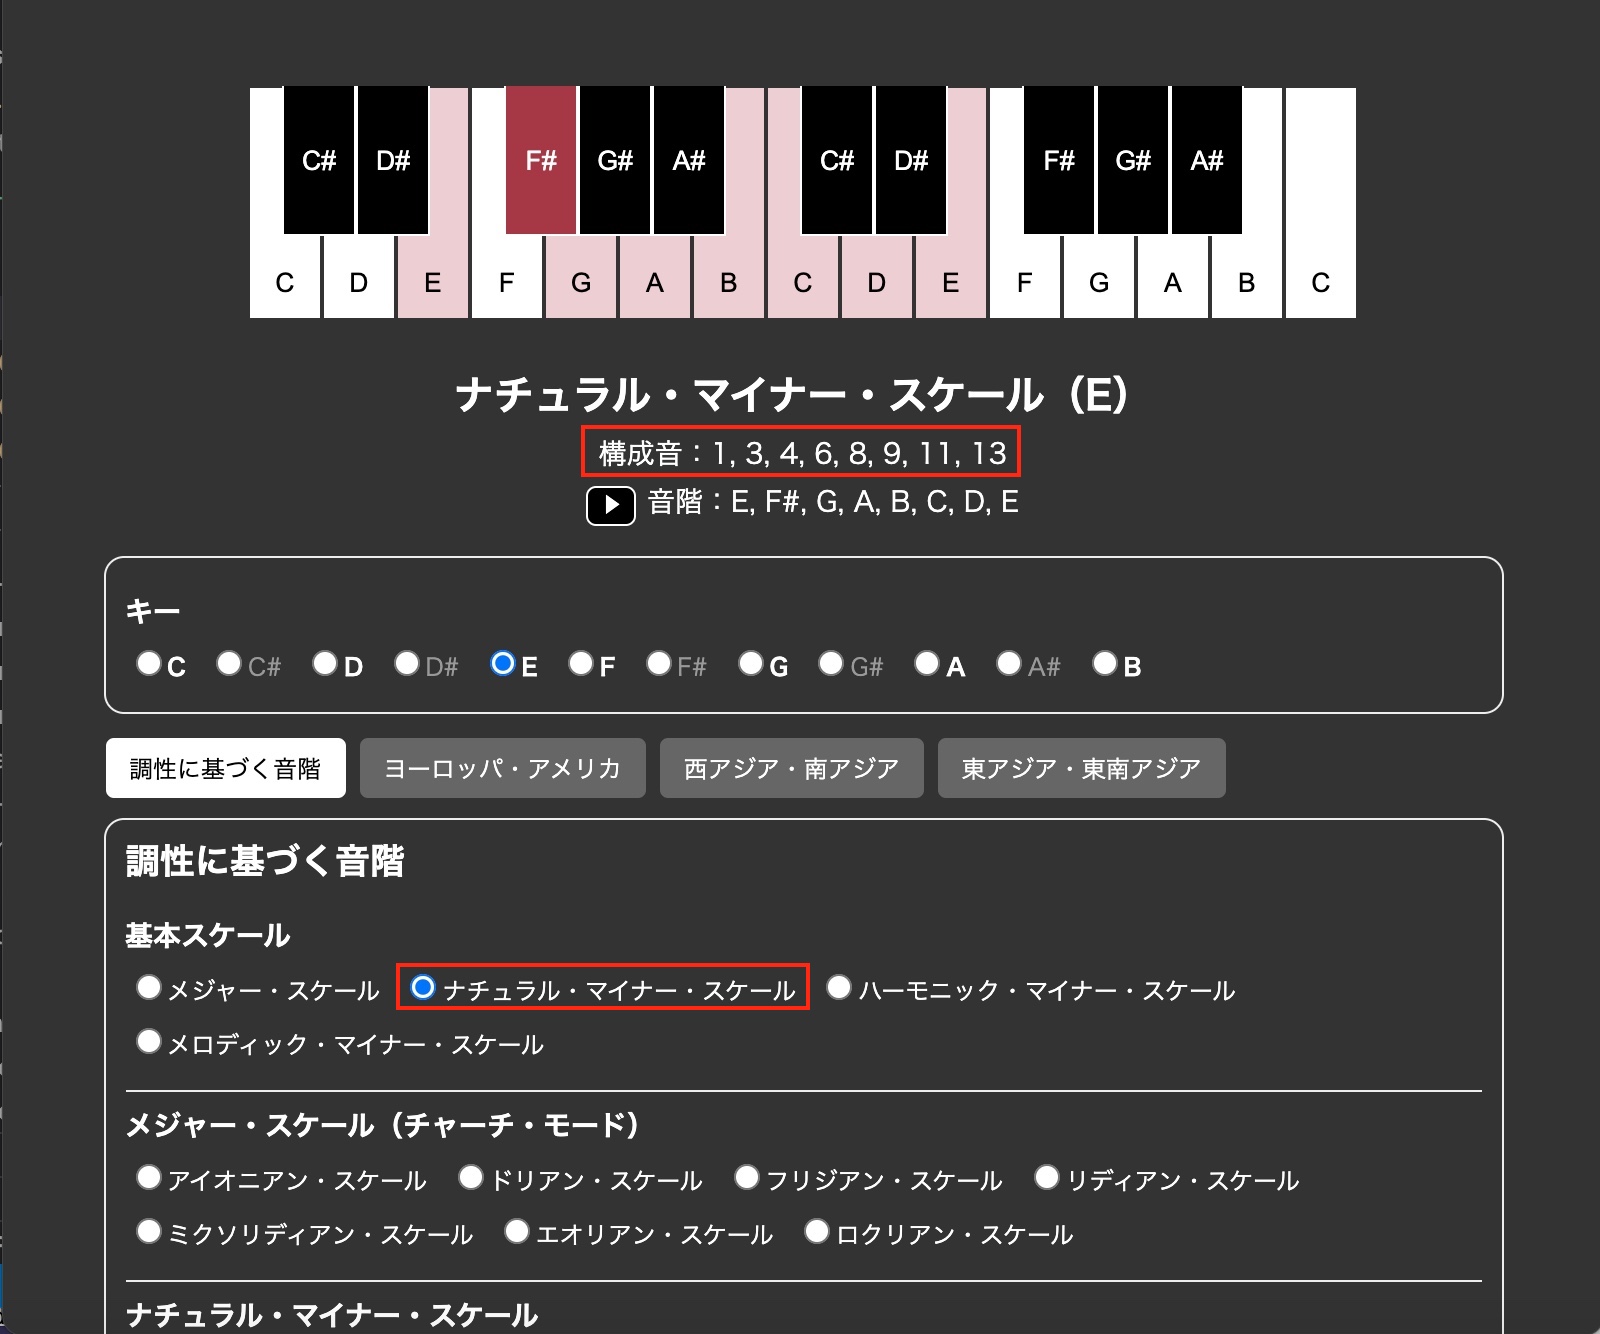 C# D# F# G# A# C# D# F# G# A#
C D E F G A B C D E F G A B C
ナチュラル・マイナー・スケール（E）
構成音：1, 3, 4, 6, 8, 9, 11, 13
音階：E, F#, G, A, B, C, D, E
キー
C C# D D# E F F# G G# A A# B
調性に基づく音階 ヨーロッパ・アメリカ 西アジア・南アジア 東アジア・東南アジア
調性に基づく音階
基本スケール
メジャー・スケール ナチュラル・マイナー・スケール ハーモニック・マイナー・スケール
メロディック・マイナー・スケール
メジャー・スケール（チャーチ・モード）
アイオニアン・スケール ドリアン・スケール フリジアン・スケール リディアン・スケール
ミクソリディアン・スケール エオリアン・スケール ロクリアン・スケール
ナチュラル・マイナー・スケール